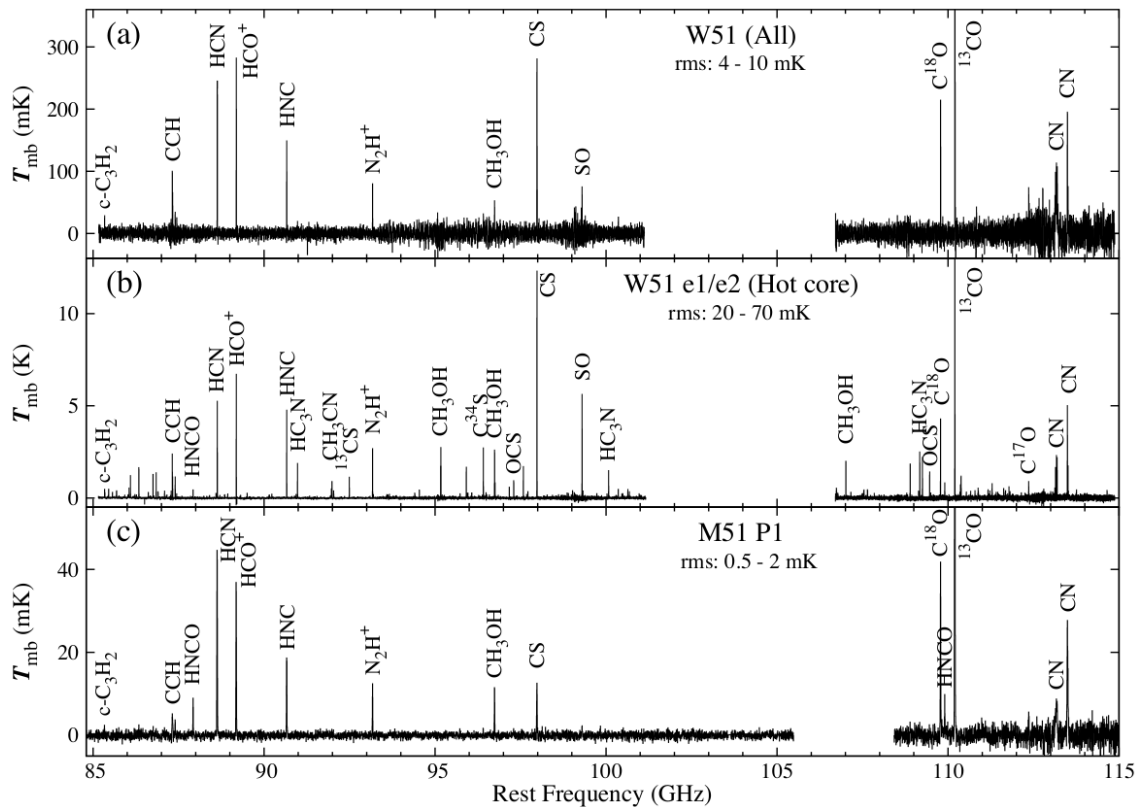 (a)
W51 (All)
rms: 4 - 10 mK
c-C₃H₂
CCH
HCN
HCO⁺
HNC
N₂H⁺
CH₃OH
CS
SO
C¹⁸O
¹³CO
CN
CN
T_mb (mK)
300
200
100
0
(b)
W51 e1/e2 (Hot core)
rms: 20 - 70 mK
c-C₃H₂
CCH
HNCO
HCN
HCO⁺
HNC
HC₃N
CH₃CN
¹³CS
N₂H⁺
CH₃OH
C³⁴S
CH₃OH
OCS
CS
SO
HC₃N
CH₃OH
HC₃N
OCS
C¹⁸O
¹³CO
C¹⁷O
CN
CN
T_mb (K)
10
5
0
(c)
M51 P1
rms: 0.5 - 2 mK
c-C₃H₂
CCH
HNCO
HCN
HCO⁺
HNC
N₂H⁺
CH₃OH
CS
C¹⁸O
HNCO
¹³CO
CN
CN
T_mb (mK)
40
20
0
85 90 95 100 105 110 115
Rest Frequency (GHz)